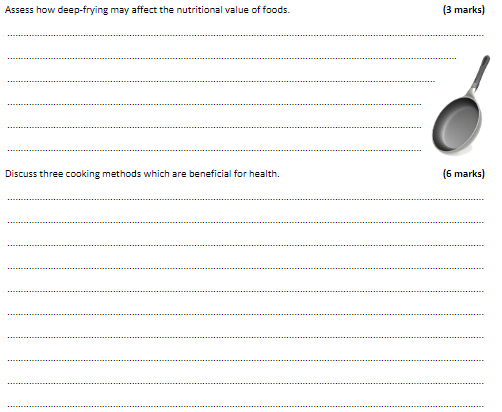 Assess how deep-frying may affect the nutritional value of foods. (3 marks)
Discuss three cooking methods which are beneficial for health. (6 marks)